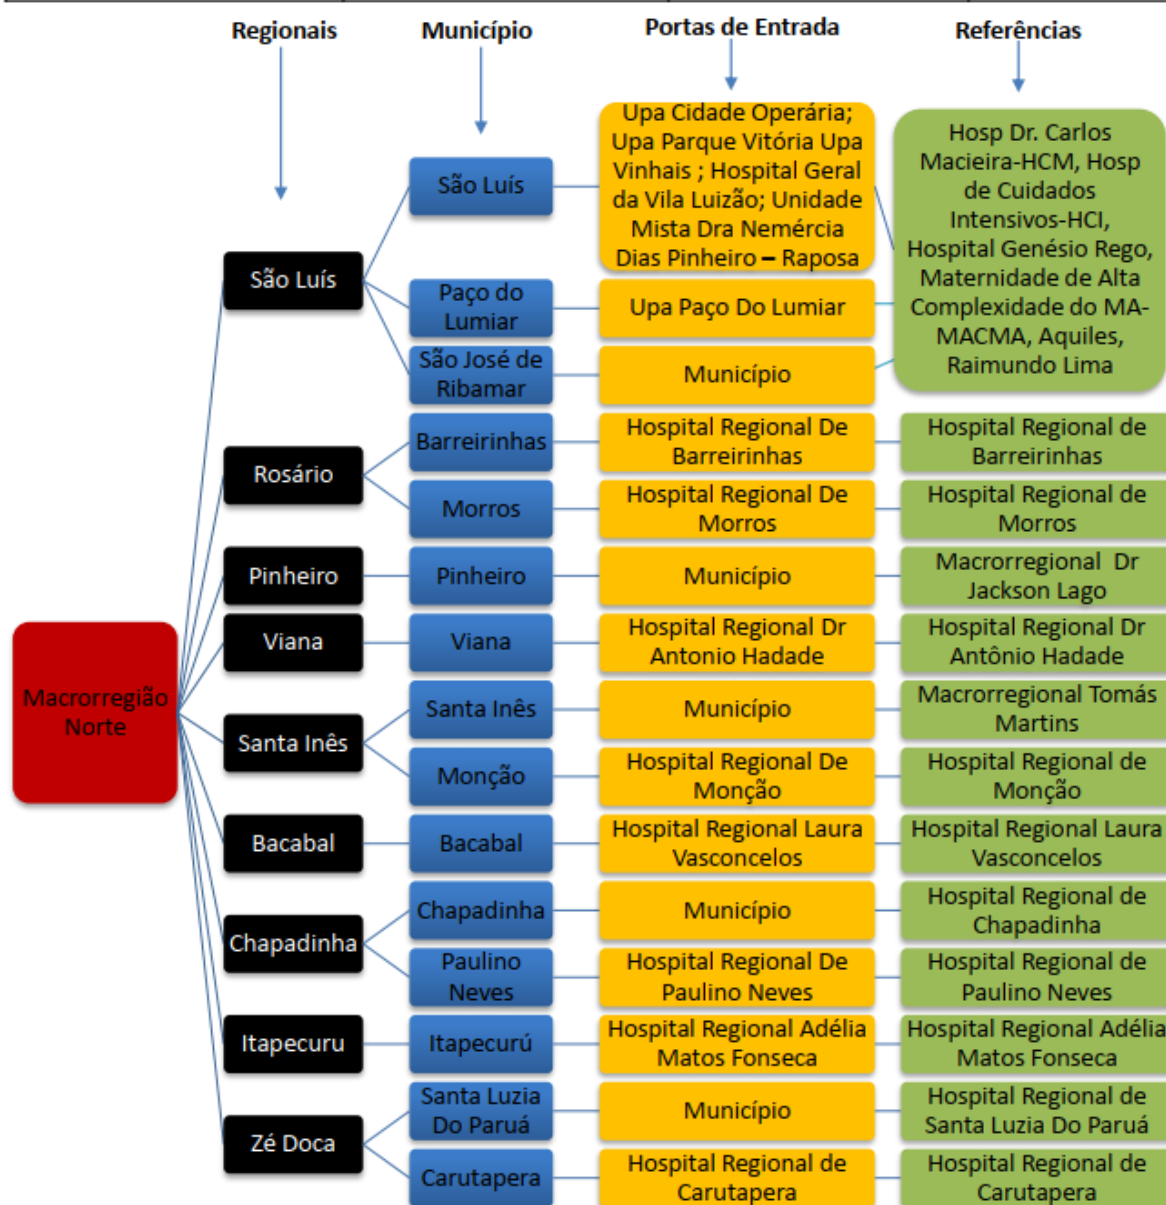 Regionais
Município
Portas de Entrada
Referências
Macrorregião
Norte
São Luís
São Luís
Upa Cidade Operária;
Upa Parque Vitória Upa
Vinhais ; Hospital Geral
da Vila Luizão; Unidade
Mista Dra Nemércia
Dias Pinheiro – Raposa
Hosp Dr. Carlos
Macieira-HCM, Hosp
de Cuidados
Intensivos-HCI,
Hospital Genésio Rego,
Maternidade de Alta
Complexidade do MA-
MACMA, Aquiles,
Raimundo Lima
Paço do
Lumiar
Upa Paço Do Lumiar
São José de
Ribamar
Município
Rosário
Barreirinhas
Hospital Regional De
Barreirinhas
Hospital Regional de
Barreirinhas
Morros
Hospital Regional De
Morros
Hospital Regional de
Morros
Pinheiro
Pinheiro
Município
Macrorregional Dr
Jackson Lago
Viana
Viana
Hospital Regional Dr
Antonio Hadade
Hospital Regional Dr
Antônio Hadade
Santa Inês
Santa Inês
Município
Macrorregional Tomás
Martins
Monção
Hospital Regional De
Monção
Hospital Regional de
Monção
Bacabal
Bacabal
Hospital Regional Laura
Vasconcelos
Hospital Regional Laura
Vasconcelos
Chapadinha
Chapadinha
Município
Hospital Regional de
Chapadinha
Paulino
Neves
Hospital Regional De
Paulino Neves
Hospital Regional de
Paulino Neves
Itapecuru
Itapecurú
Hospital Regional Adélia
Matos Fonseca
Hospital Regional Adélia
Matos Fonseca
Zé Doca
Santa Luzia
Do Paruá
Município
Hospital Regional de
Santa Luzia Do Paruá
Carutapera
Hospital Regional de
Carutapera
Hospital Regional de
Carutapera